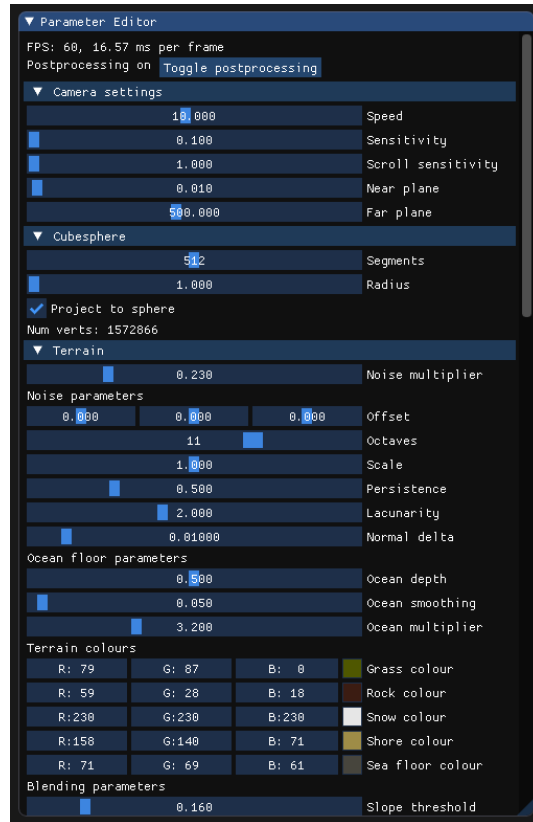 Parameter Editor
FPS: 60, 16.57 ms per frame
Postprocessing on Toggle postprocessing
Camera settings
10.000 Speed
0.100 Sensitivity
1.000 Scroll sensitivity
0.010 Near plane
500.000 Far plane
Cubesphere
512 Segments
1.000 Radius
Project to sphere
Num verts: 1572866
Terrain
0.230 Noise multiplier
Noise parameters
0.000 0.000 0.000 Offset
11 Octaves
1.000 Scale
0.500 Persistence
2.000 Lacunarity
0.01000 Normal delta
Ocean floor parameters
0.500 Ocean depth
0.050 Ocean smoothing
3.200 Ocean multiplier
Terrain colours
R: 79 G: 87 B: 0 Grass colour
R: 59 G: 28 B: 18 Rock colour
R:230 G:230 B:230 Snow colour
R:158 G:140 B: 71 Shore colour
R: 71 G: 69 B: 61 Sea floor colour
Blending parameters
0.160 Slope threshold